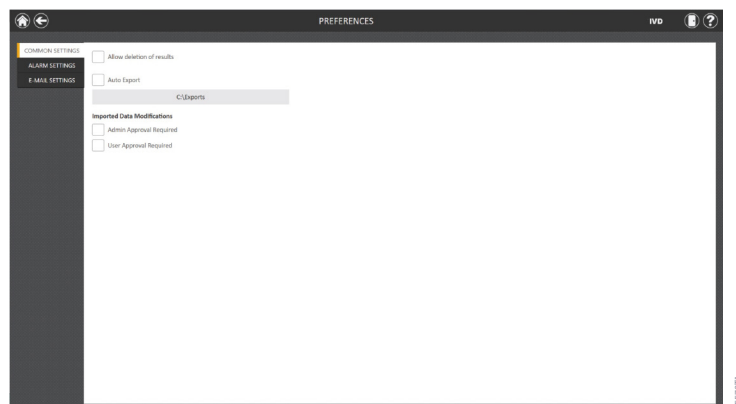 PREFERENCES
IVD
?
COMMON SETTINGS
ALARM SETTINGS
E-MAIL SETTINGS
Allow deletion of results
Auto Export
C:\Exports
Imported Data Modifications
Admin Approval Required
User Approval Required